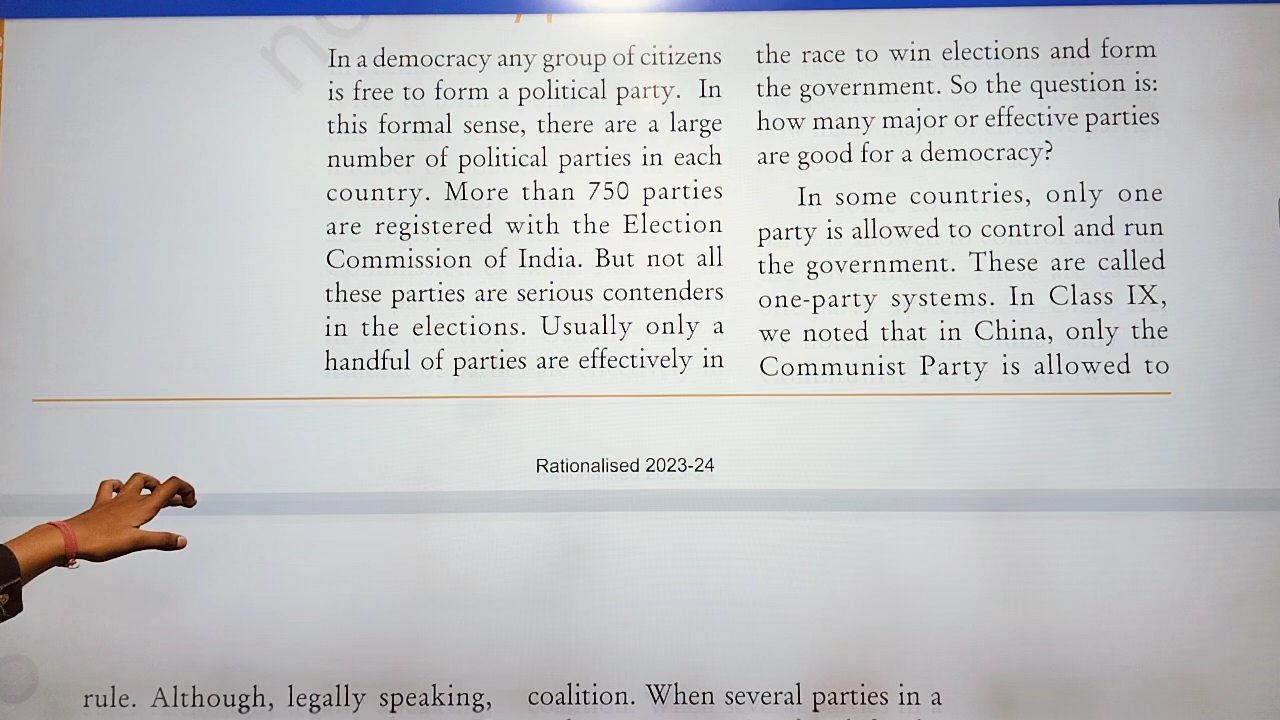 In a democracy any group of citizens
is free to form a political party. In
this formal sense, there are a large
number of political parties in each
country. More than 750 parties
are registered with the Election
Commission of India. But not all
these parties are serious contenders
in the elections. Usually only a
handful of parties are effectively in
the race to win elections and form
the government. So the question is:
how many major or effective parties
are good for a democracy?
In some countries, only one
party is allowed to control and run
the government. These are called
one-party systems. In Class IX,
we noted that in China, only the
Communist Party is allowed to
Rationalised 2023-24
rule. Although, legally speaking,
coalition. When several parties in a